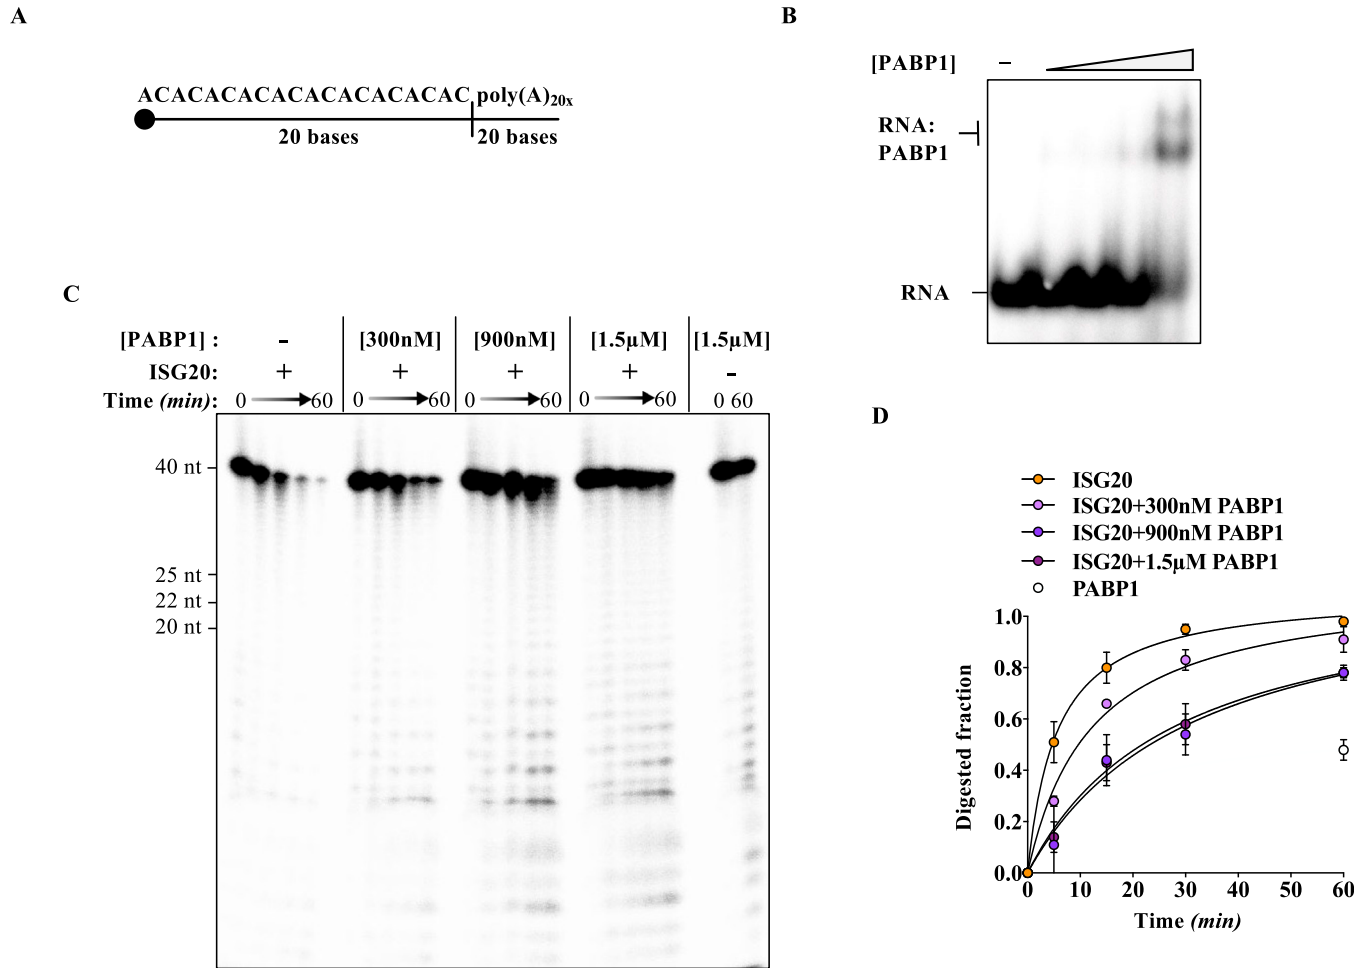 A
ACACACACACACACACACAC poly(A)20x
20 bases 20 bases
B
[PABP1] –
RNA:
PABP1
RNA
C
[PABP1] : - [300nM] [900nM] [1.5µM] [1.5µM]
ISG20: + + + + -
Time (min): 0 60 0 60 0 60 0 60 0 60
40 nt
25 nt
22 nt
20 nt
D
ISG20
ISG20+300nM PABP1
ISG20+900nM PABP1
ISG20+1.5µM PABP1
PABP1
Digested fraction
1.0
0.8
0.6
0.4
0.2
0.0
0 10 20 30 40 50 60
Time (min)